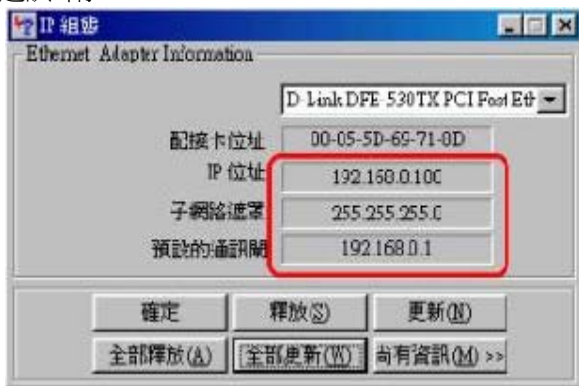 IP 組態
Ethernet Adapter Information
D-Link DFE-530TX PCI Fast Eth
配接卡位址 00-05-5D-69-71-0D
IP 位址 192.168.0.100
子網路遮罩 255.255.255.0
預設的通訊閘 192.168.0.1
確定 釋放(S) 更新(N)
全部釋放(A) 全部更新(W) 尚有資訊(M) >>